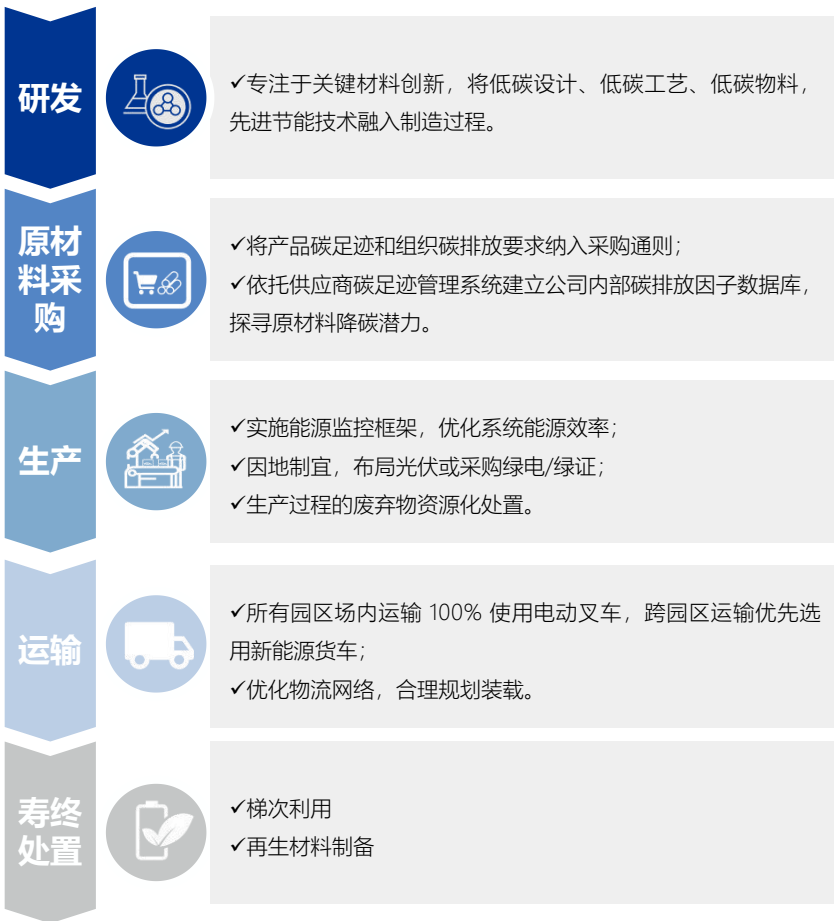 研发
✓专注于关键材料创新，将低碳设计、低碳工艺、低碳物料，
先进节能技术融入制造过程。
原材
料采
购
✓将产品碳足迹和组织碳排放要求纳入采购通则；
✓依托供应商碳足迹管理系统建立公司内部碳排放因子数据库，
探寻原材料降碳潜力。
生产
✓实施能源监控框架，优化系统能源效率；
✓因地制宜，布局光伏或采购绿电/绿证；
✓生产过程的废弃物资源化处置。
运输
✓所有园区场内运输 100% 使用电动叉车，跨园区运输优先选
用新能源货车；
✓优化物流网络，合理规划装载。
寿终
处置
✓梯次利用
✓再生材料制备